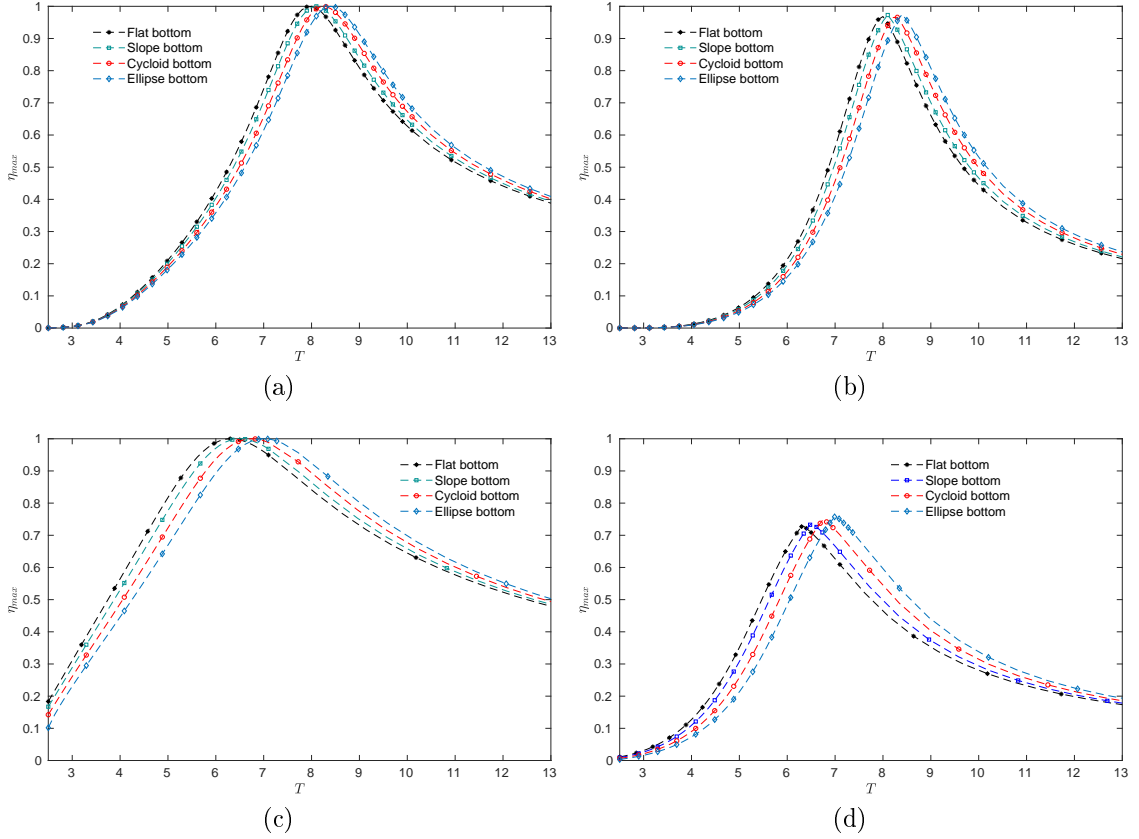 1
0.9
0.8
0.7
0.6
0.5
0.4
0.3
0.2
0.1
0
η_max
Flat bottom
Slope bottom
Cycloid bottom
Ellipse bottom
3 4 5 6 7 8 9 10 11 12 13
T
(a)
1
0.9
0.8
0.7
0.6
0.5
0.4
0.3
0.2
0.1
0
η_max
Flat bottom
Slope bottom
Cycloid bottom
Ellipse bottom
3 4 5 6 7 8 9 10 11 12 13
T
(b)
1
0.9
0.8
0.7
0.6
0.5
0.4
0.3
0.2
0.1
0
η_max
Flat bottom
Slope bottom
Cycloid bottom
Ellipse bottom
3 4 5 6 7 8 9 10 11 12 13
T
(c)
1
0.9
0.8
0.7
0.6
0.5
0.4
0.3
0.2
0.1
0
η_max
Flat bottom
Slope bottom
Cycloid bottom
Ellipse bottom
3 4 5 6 7 8 9 10 11 12 13
T
(d)